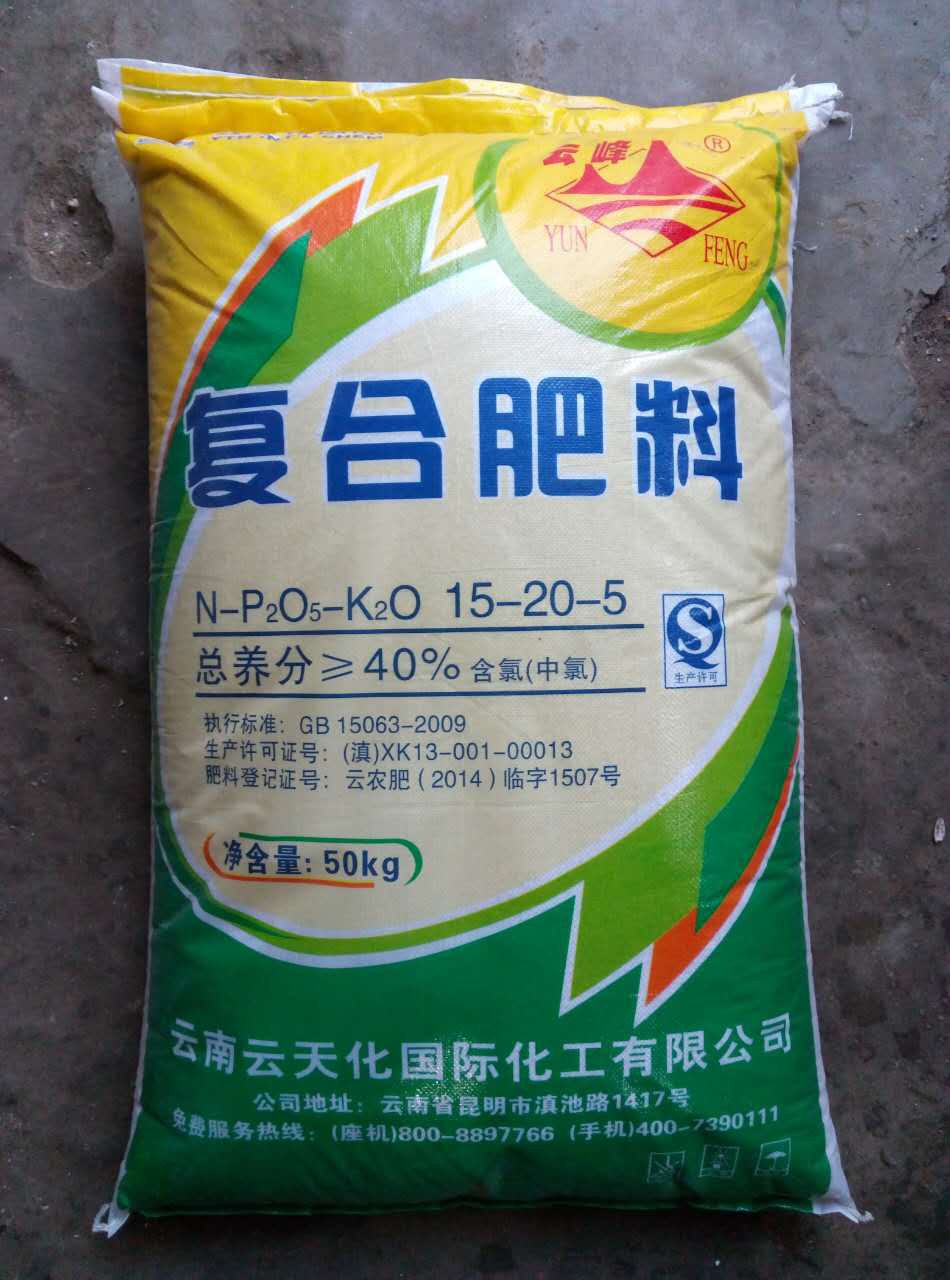 云峰
®
YUN FENG
复合肥料
N-P₂O₅-K₂O 15-20-5
总养分≥40% 含氯(中氯)
生产许可
执行标准: GB 15063-2009
生产许可证号: (滇)XK13-001-00013
肥料登记证号: 云农肥(2014)临字1507号
净含量: 50kg
云南云天化国际化工有限公司
公司地址: 云南省昆明市滇池路1417号
免费服务热线: (座机)800-8897766 (手机)400-7390111